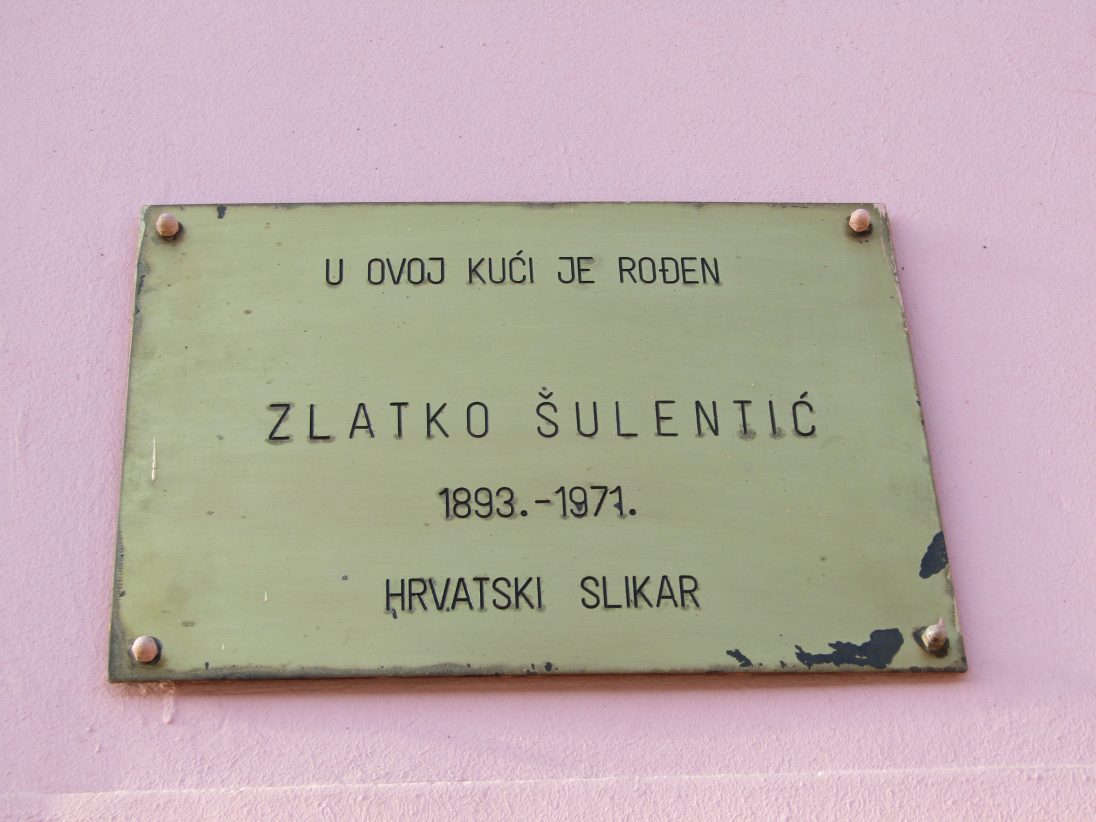 U OVOJ KUĆI JE ROĐEN
ZLATKO ŠULENTIĆ
1893.-1971.
HRVATSKI SLIKAR